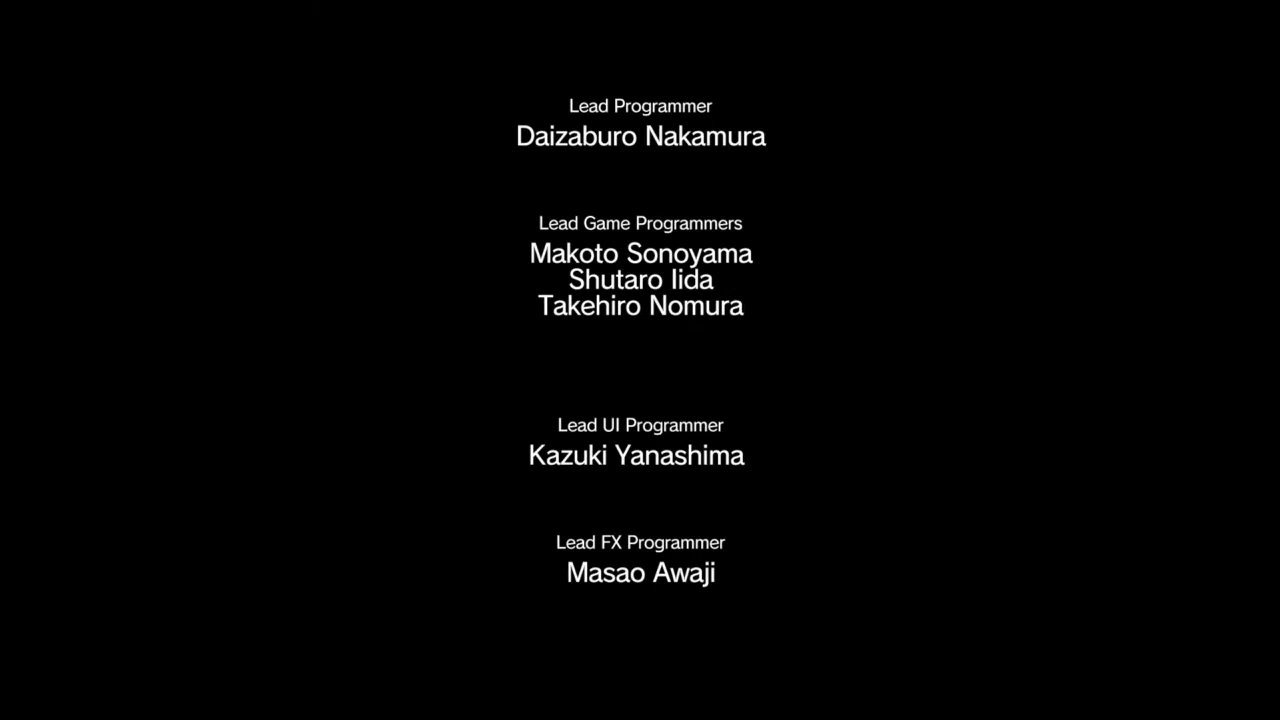 Lead Programmer
Daizaburo Nakamura
Lead Game Programmers
Makoto Sonoyama
Shutaro Iida
Takehiro Nomura
Lead UI Programmer
Kazuki Yanashima
Lead FX Programmer
Masao Awaji